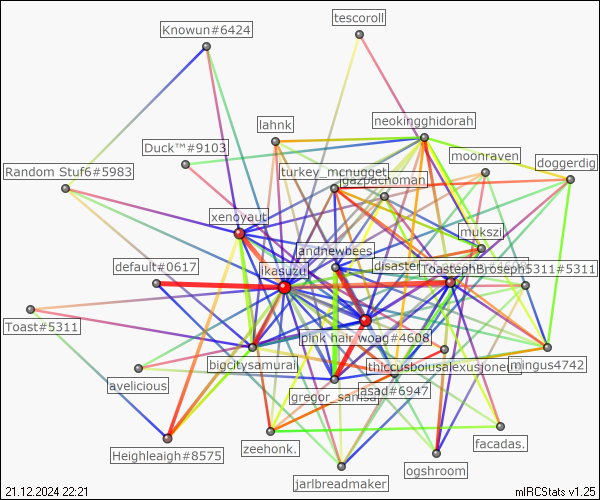 tescoroll
Knowun#6424
neokingghidorah
lahnk
Duck™#9103
moonraven
doggerdig
Random Stuf6#5983
turkey_mcnugget
gazpachoman
xenoyaut
mukszi
andnewbees
default#0617
ikasuzu
disaster
ToastephBroseph5311#5311
Toast#5311
pink hair woag#4608
bigcitysamurai
thiccusboiusalexusjoneu
mingus4742
avelicious
gregor_samsa
asad#6947
zeehonk.
facadas.
Heighleaigh#8575
ogshroom
jarlbreadmaker
21.12.2024 22:21
mIRCStats v1.25